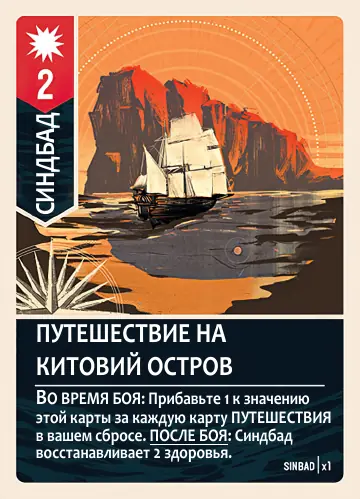 2
СИНДБАД
ПУТЕШЕСТВИЕ НА
КИТОВИЙ ОСТРОВ
ВО ВРЕМЯ БОЯ: Прибавьте 1 к значению
этой карты за каждую карту ПУТЕШЕСТВИЯ
в вашем сбросе. ПОСЛЕ БОЯ: Синдбад
восстанавливает 2 здоровья.
SINBAD | x1